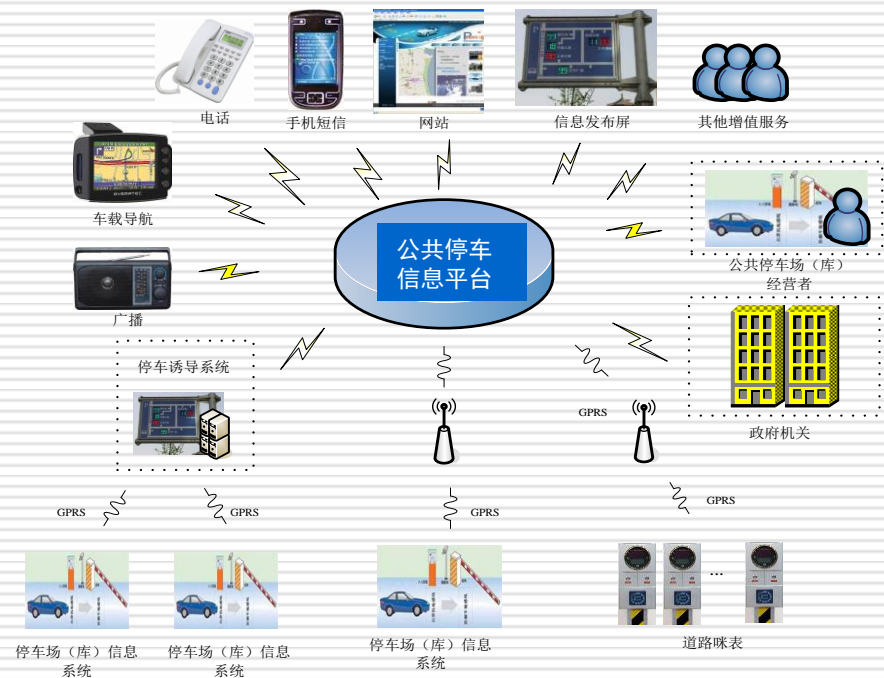 电话
手机短信
网站
信息发布屏
其他增值服务
车载导航
公共停车
信息平台
公共停车场（库）
经营者
广播
停车诱导系统
GPRS
政府机关
GPRS
GPRS
GPRS
GPRS
...
停车场（库）信息
系统
停车场（库）信息
系统
停车场（库）信息
系统
道路咪表